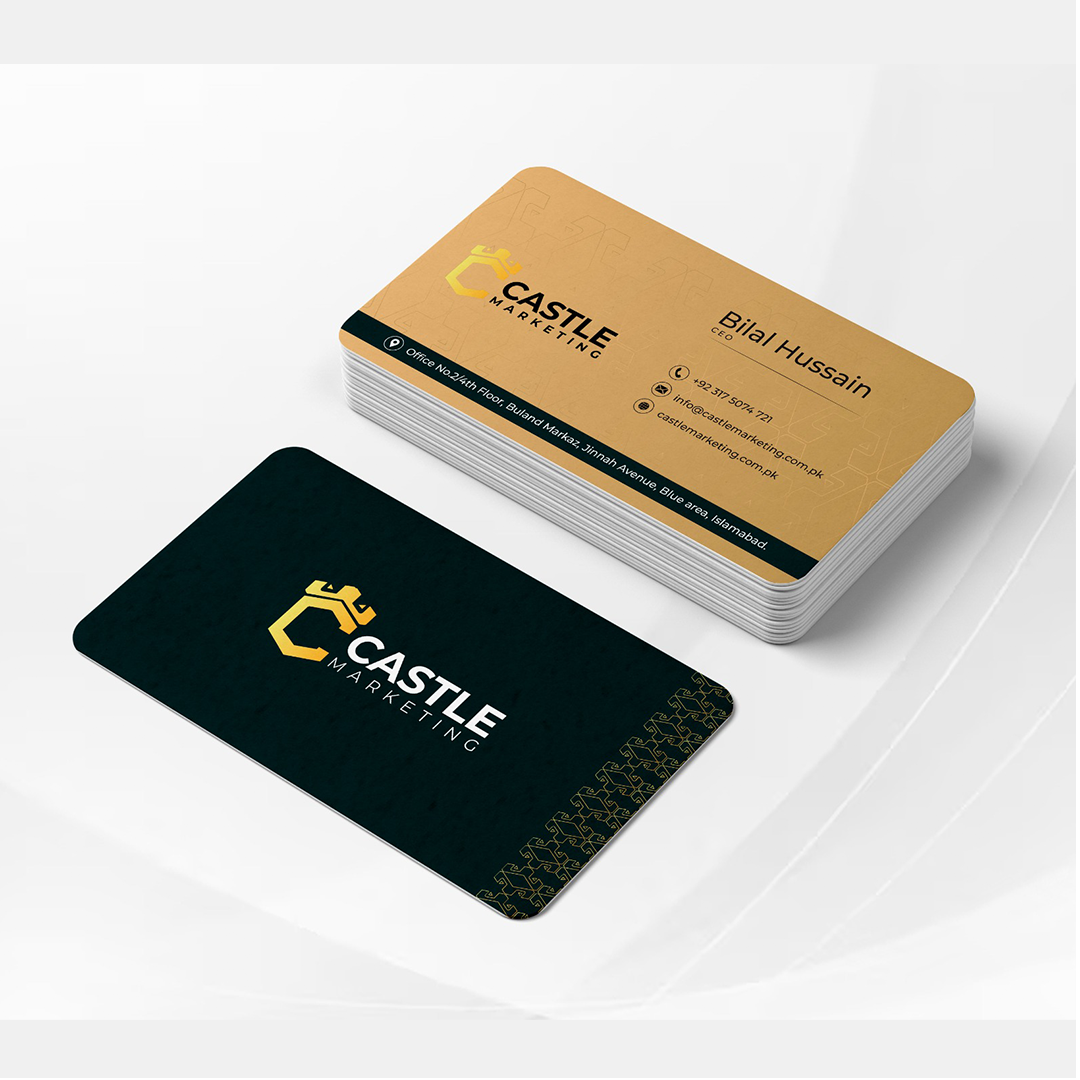 CASTLE
MARKETING
Bilal Hussain
CEO
+92 317 5074 721
info@castlemarketing.com.pk
castlemarketing.com.pk
Office No.2/4th Floor, Buland Markaz, Jinnah Avenue, Blue area, Islamabad.
CASTLE
MARKETING